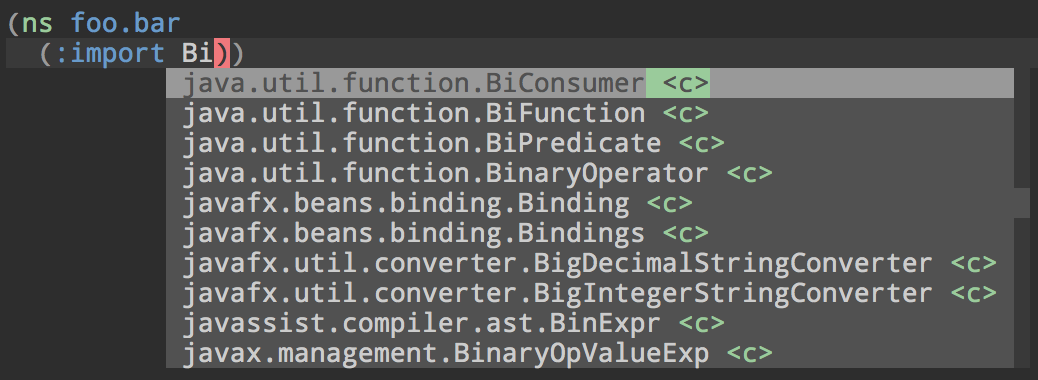 (ns foo.bar
(:import Bi))
java.util.function.BiConsumer <c>
java.util.function.BiFunction <c>
java.util.function.BiPredicate <c>
java.util.function.BinaryOperator <c>
javafx.beans.binding.Binding <c>
javafx.beans.binding.Bindings <c>
javafx.util.converter.BigDecimalStringConverter <c>
javafx.util.converter.BigIntegerStringConverter <c>
javassist.compiler.ast.BinExpr <c>
javax.management.BinaryOpValueExp <c>